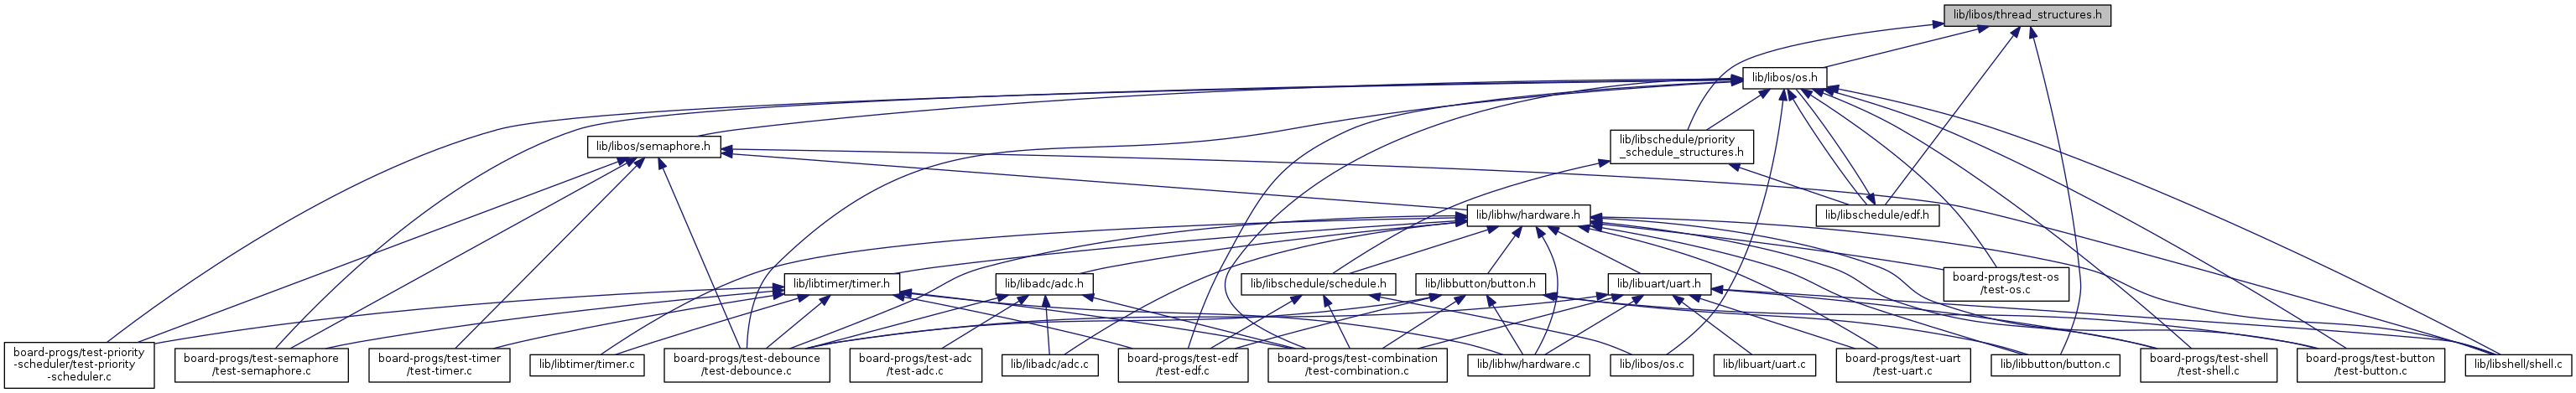 lib/libos/thread_structures.h
lib/libos/os.h
lib/libos/semaphore.h
lib/libschedule/priority
_schedule_structures.h
lib/libhw/hardware.h
lib/libschedule/edf.h
lib/libtimer/timer.h
lib/libadc/adc.h
lib/libschedule/schedule.h
lib/libbutton/button.h
lib/libuart/uart.h
board-progs/test-os
/test-os.c
board-progs/test-priority
-scheduler/test-priority
-scheduler.c
board-progs/test-semaphore
/test-semaphore.c
board-progs/test-timer
/test-timer.c
lib/libtimer/timer.c
board-progs/test-debounce
/test-debounce.c
board-progs/test-adc
/test-adc.c
lib/libadc/adc.c
board-progs/test-edf
/test-edf.c
board-progs/test-combination
/test-combination.c
lib/libhw/hardware.c
lib/libos/os.c
lib/libuart/uart.c
board-progs/test-uart
/test-uart.c
lib/libbutton/button.c
board-progs/test-shell
/test-shell.c
board-progs/test-button
/test-button.c
lib/libshell/shell.c